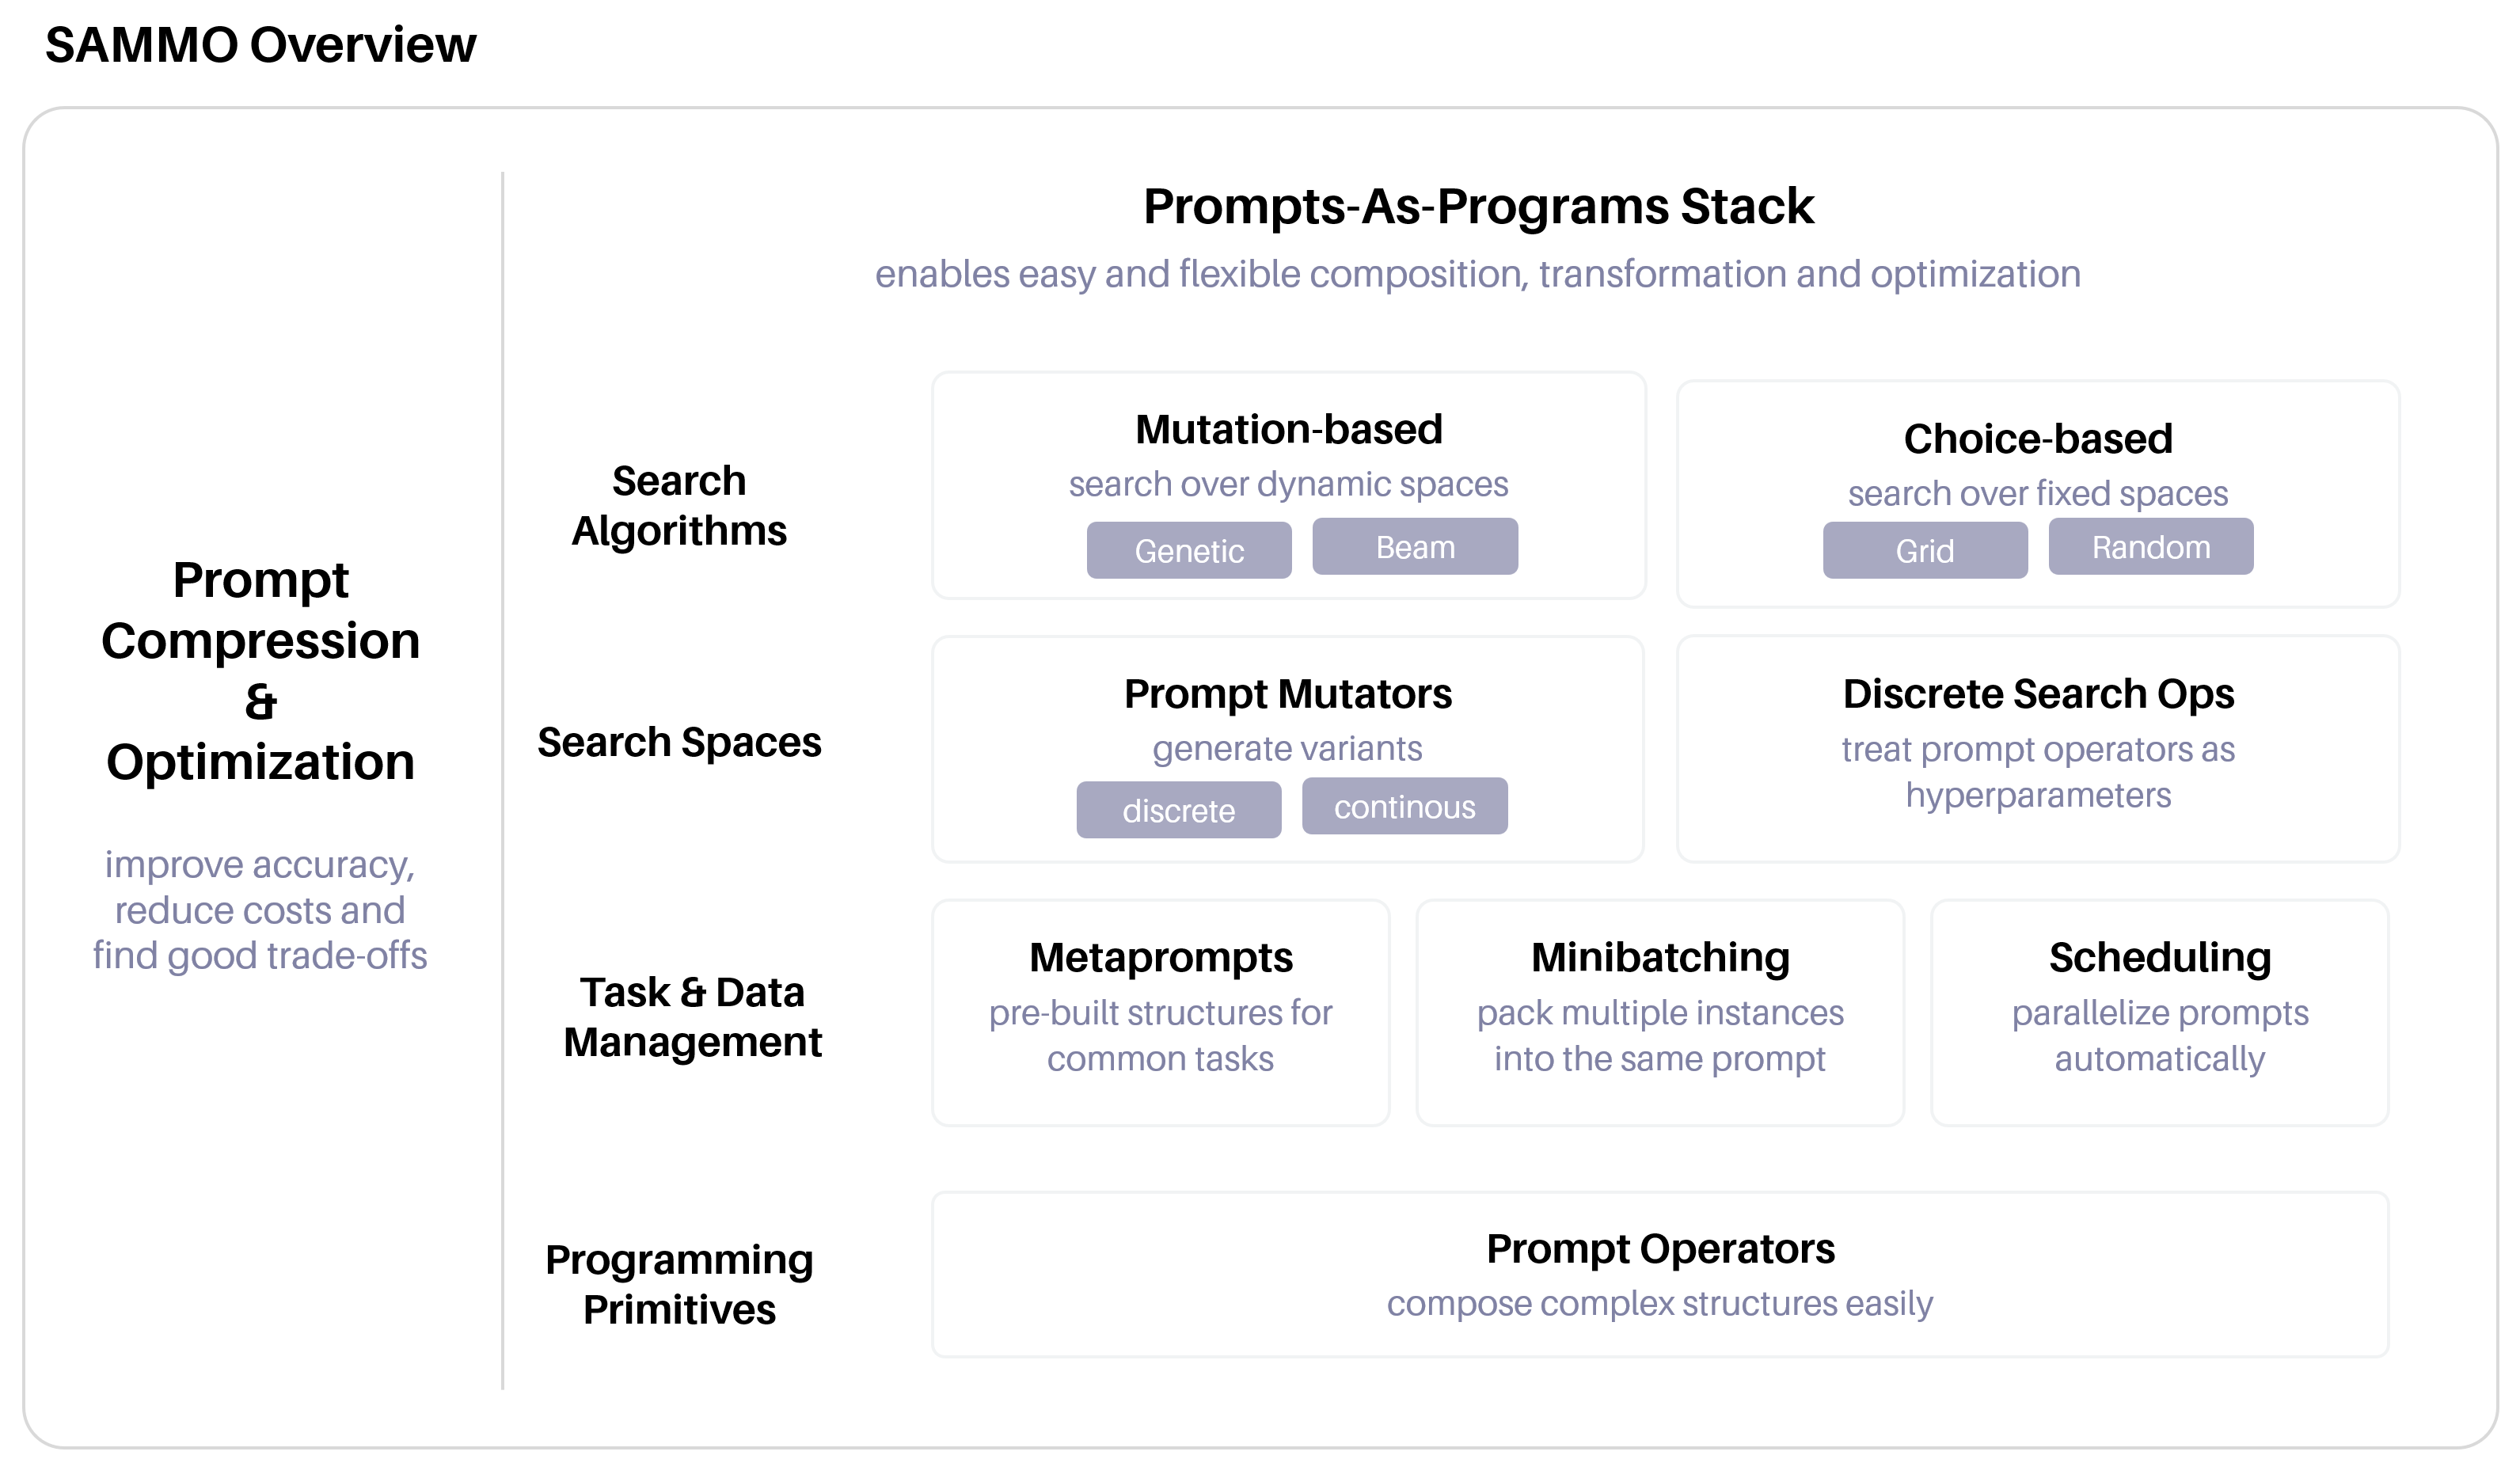 SAMMO Overview
Prompt
Compression
&
Optimization
improve accuracy,
reduce costs and
find good trade-offs
Prompts-As-Programs Stack
enables easy and flexible composition, transformation and optimization
Search
Algorithms
Mutation-based
search over dynamic spaces
Genetic
Beam
Choice-based
search over fixed spaces
Grid
Random
Search Spaces
Prompt Mutators
generate variants
discrete
continous
Discrete Search Ops
treat prompt operators as
hyperparameters
Task & Data
Management
Metaprompts
pre-built structures for
common tasks
Minibatching
pack multiple instances
into the same prompt
Scheduling
parallelize prompts
automatically
Programming
Primitives
Prompt Operators
compose complex structures easily